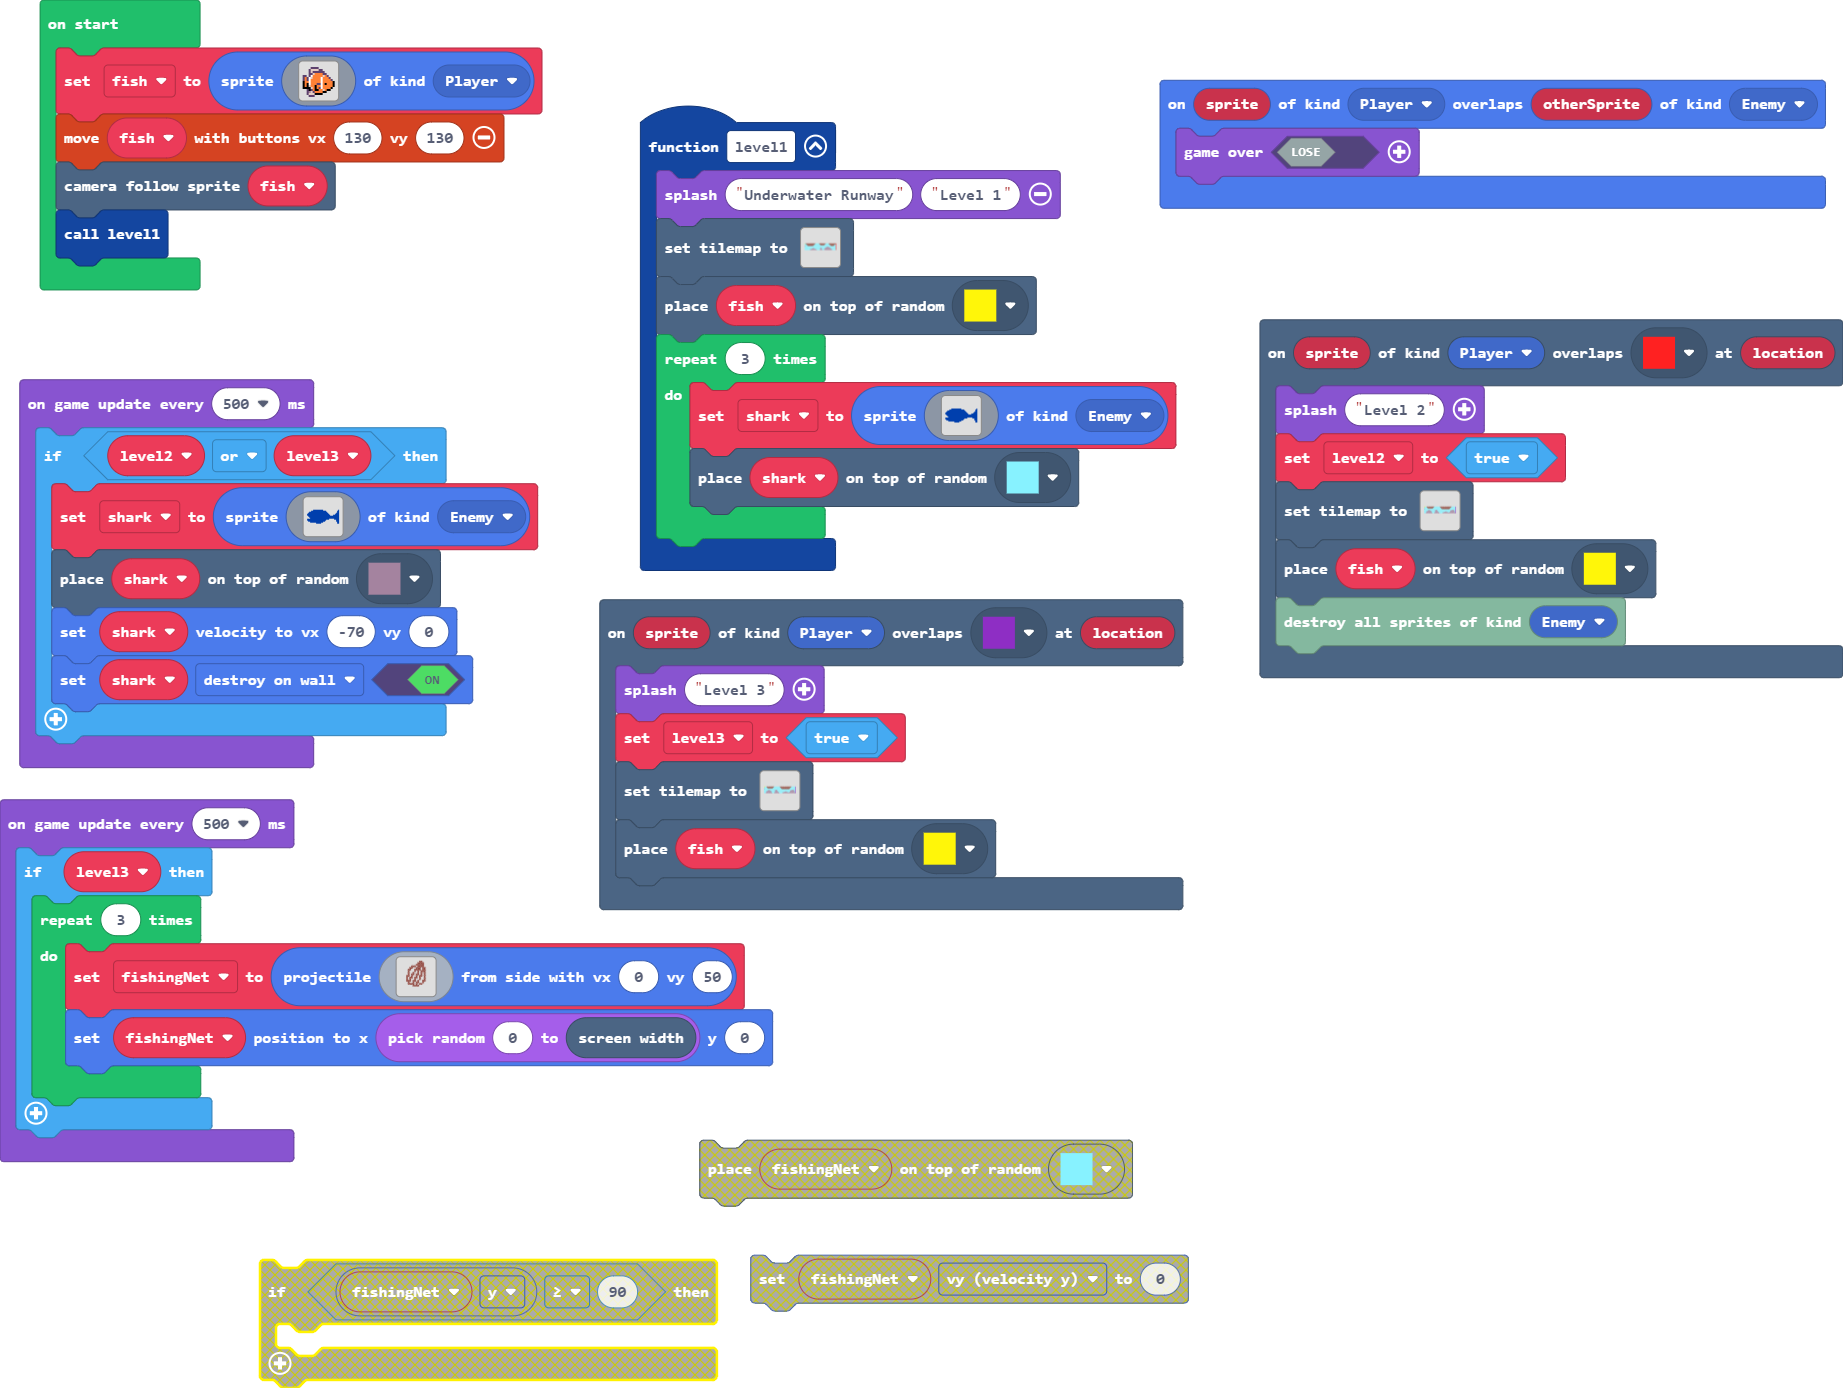 on start
set fish to sprite of kind Player
move fish with buttons vx 130 vy 130
camera follow sprite fish
call level1
function level1
splash "Underwater Runway" "Level 1"
set tilemap to
place fish on top of random
repeat 3 times
do
set shark to sprite of kind Enemy
place shark on top of random
on sprite of kind Player overlaps otherSprite of kind Enemy
game over LOSE
on sprite of kind Player overlaps at location
splash "Level 2"
set level2 to true
set tilemap to
place fish on top of random
destroy all sprites of kind Enemy
on game update every 500 ms
if level2 or level3 then
set shark to sprite of kind Enemy
place shark on top of random
set shark velocity to vx -70 vy 0
set shark destroy on wall ON
on sprite of kind Player overlaps at location
splash "Level 3"
set level3 to true
set tilemap to
place fish on top of random
on game update every 500 ms
if level3 then
repeat 3 times
do
set fishingNet to projectile from side with vx 0 vy 50
set fishingNet position to x pick random 0 to screen width y 0
place fishingNet on top of random
if fishingNet y ≥ 90 then
set fishingNet vy (velocity y) to 0